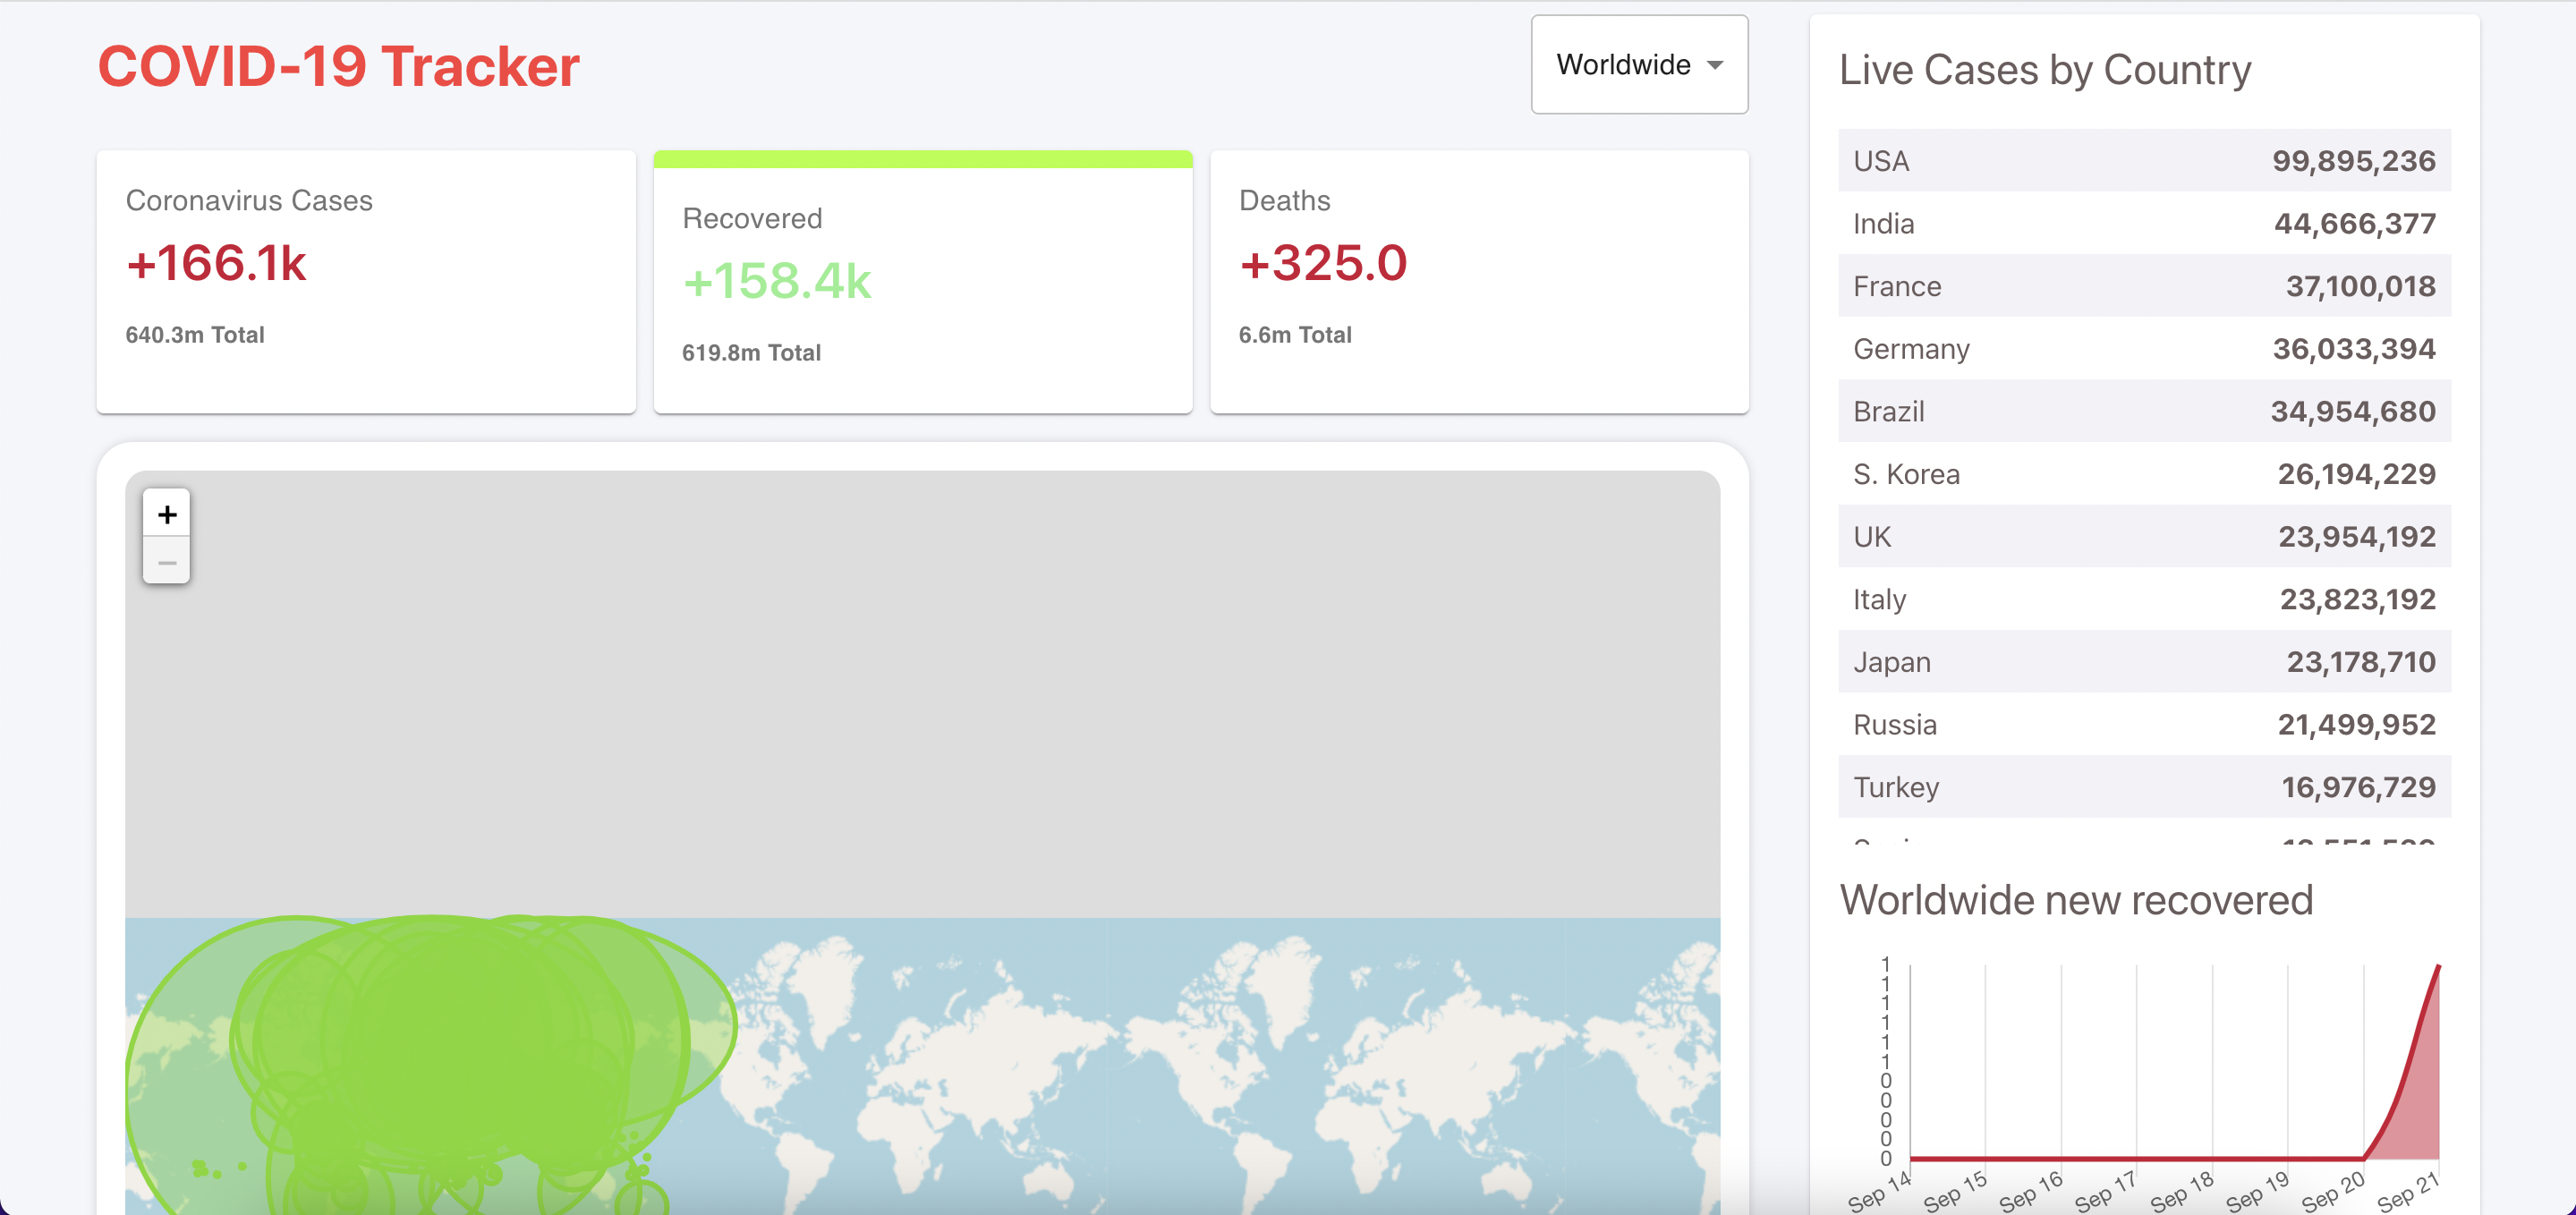 COVID-19 Tracker
Worldwide
Coronavirus Cases
+166.1k
640.3m Total
Recovered
+158.4k
619.8m Total
Deaths
+325.0
6.6m Total
+
−
Live Cases by Country
USA 99,895,236
India 44,666,377
France 37,100,018
Germany 36,033,394
Brazil 34,954,680
S. Korea 26,194,229
UK 23,954,192
Italy 23,823,192
Japan 23,178,710
Russia 21,499,952
Turkey 16,976,729
Worldwide new recovered
1
1
1
1
1
1
0
0
0
0
0
Sep 14 Sep 15 Sep 16 Sep 17 Sep 18 Sep 19 Sep 20 Sep 21